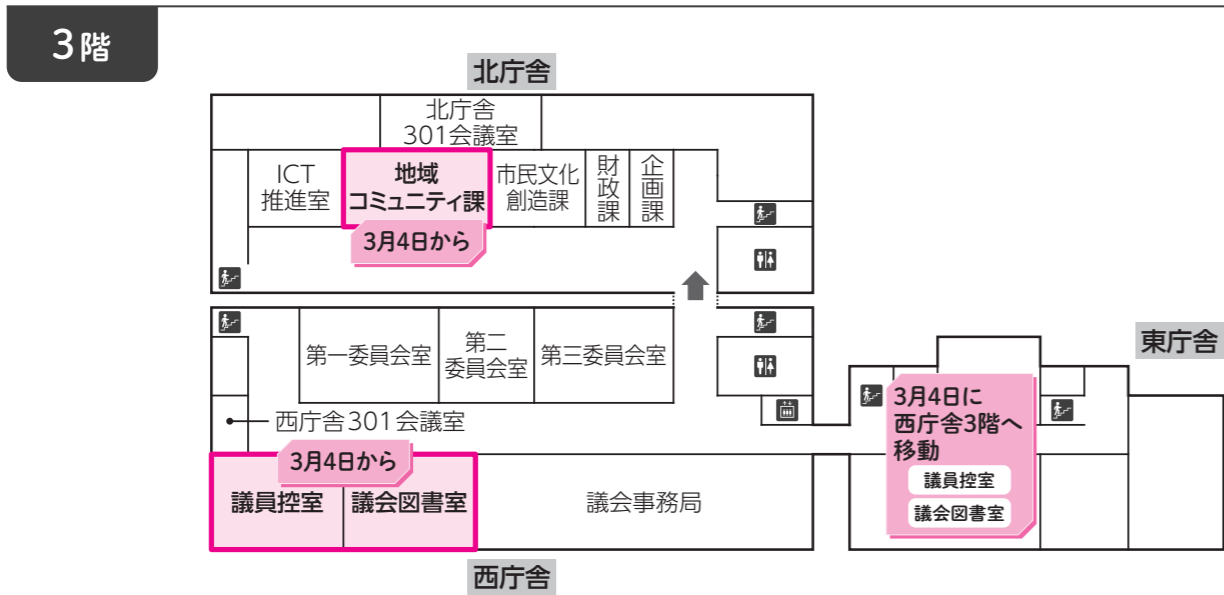 3階
北庁舎
北庁舎
301会議室
ICT
推進室
地域
コミュニティ課
市民文化
創造課
財政課
企画課
3月4日から
第一委員会室
第二
委員会室
第三委員会室
西庁舎301会議室
3月4日から
議員控室
議会図書室
議会事務局
西庁舎
東庁舎
3月4日に
西庁舎3階へ
移動
議員控室
議会図書室